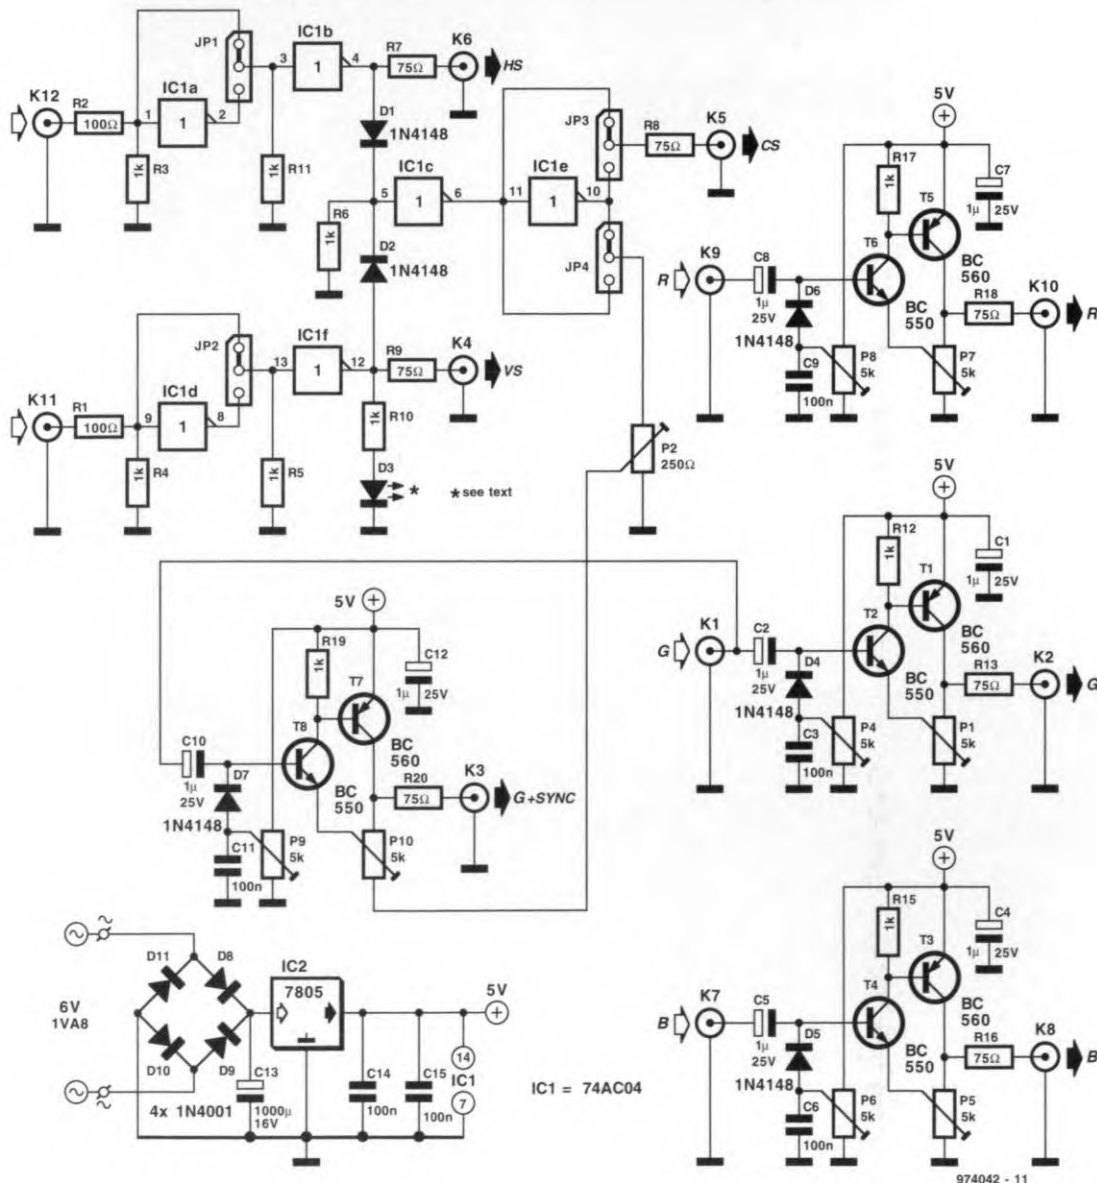 JP1
IC1b
3
1
4
R7
75Ω
K6
HS
K12
R2
100Ω
IC1a
1
1
2
R3
1k
R11
1k
D1
1N4148
IC1c
5
1
6
R6
1k
D2
1N4148
11
IC1e
1
10
JP3
R8
75Ω
K5
CS
JP4
K11
R1
100Ω
9
IC1d
1
8
JP2
R4
1k
R5
1k
13
IC1f
1
12
R9
75Ω
K4
VS
R10
1k
D3
*
* see text
P2
250Ω
5V
R17
1k
C7
1µ
25V
T5
BC
560
T6
BC
550
K9
R
C8
1µ
25V
D6
1N4148
C9
100n
P8
5k
P7
5k
R18
75Ω
K10
R
5V
R12
1k
C1
1µ
25V
T1
BC
560
T2
BC
550
K1
G
C2
1µ
25V
D4
1N4148
C3
100n
P4
5k
P1
5k
R13
75Ω
K2
G
5V
R19
1k
C12
1µ
25V
T7
BC
560
T8
BC
550
C10
1µ
25V
D7
1N4148
C11
100n
P9
5k
P10
5k
R20
75Ω
K3
G+SYNC
5V
R15
1k
C4
1µ
25V
T3
BC
560
T4
BC
550
K7
B
C5
1µ
25V
D5
1N4148
C6
100n
P6
5k
P5
5k
R16
75Ω
K8
B
6V
1VA8
D11
D8
D10
D9
4x 1N4001
C13
1000µ
16V
IC2
7805
C14
100n
C15
100n
14
IC1
7
5V
IC1 = 74AC04
974042 - 11